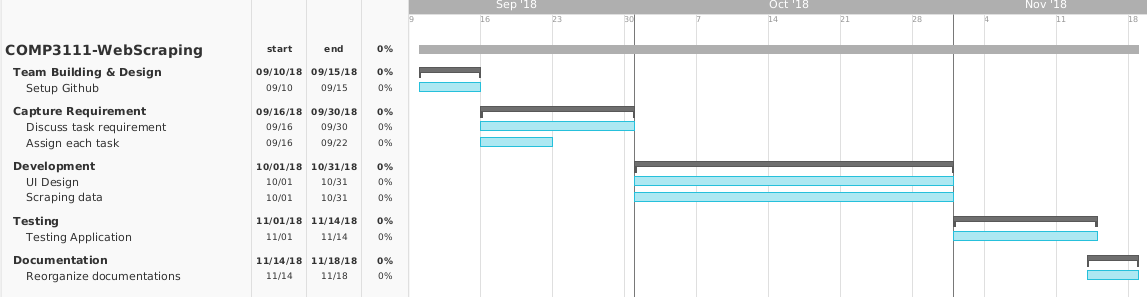 Sep '18 Oct '18 Nov '18
9 16 23 30 7 14 21 28 4 11 18
COMP3111-WebScraping start end 0%
Team Building & Design 09/10/18 09/15/18 0%
Setup Github 09/10 09/15 0%
Capture Requirement 09/16/18 09/30/18 0%
Discuss task requirement 09/16 09/30 0%
Assign each task 09/16 09/22 0%
Development 10/01/18 10/31/18 0%
UI Design 10/01 10/31 0%
Scraping data 10/01 10/31 0%
Testing 11/01/18 11/14/18 0%
Testing Application 11/01 11/14 0%
Documentation 11/14/18 11/18/18 0%
Reorganize documentations 11/14 11/18 0%